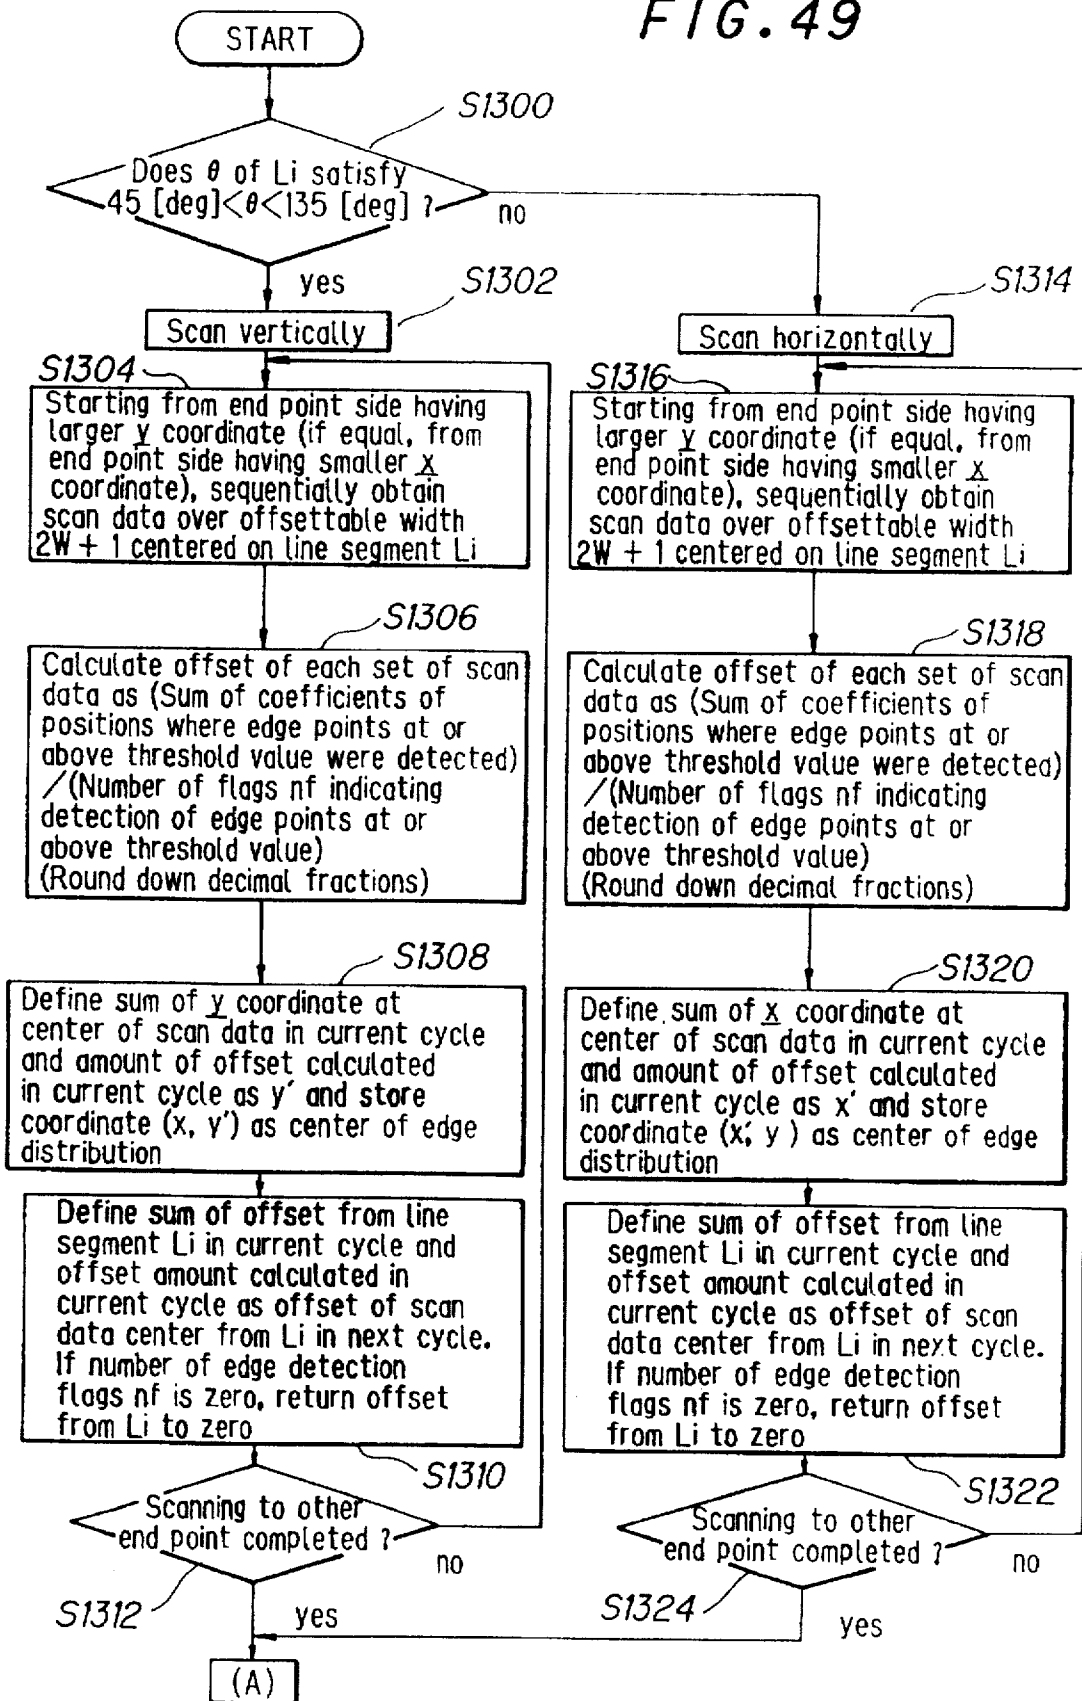 FIG. 49
START
S1300
Does θ of Li satisfy
45 [deg]<θ<135 [deg] ?
no
yes
S1302
Scan vertically
S1304
Starting from end point side having
larger y coordinate (if equal, from
end point side having smaller x
coordinate), sequentially obtain
scan data over offsettable width
2W + 1 centered on line segment Li
S1306
Calculate offset of each set of scan
data as (Sum of coefficients of
positions where edge points at or
above threshold value were detected)
/(Number of flags nf indicating
detection of edge points at or
above threshold value)
(Round down decimal fractions)
S1308
Define sum of y coordinate at
center of scan data in current cycle
and amount of offset calculated
in current cycle as y' and store
coordinate (x, y') as center of edge
distribution
Define sum of offset from line
segment Li in current cycle and
offset amount calculated in
current cycle as offset of scan
data center from Li in next cycle.
If number of edge detection
flags nf is zero, return offset
from Li to zero
S1310
Scanning to other
end point completed ?
no
S1312
yes
(A)
S1314
Scan horizontally
S1316
Starting from end point side having
larger y coordinate (if equal, from
end point side having smaller x
coordinate), sequentially obtain
scan data over offsettable width
2W + 1 centered on line segment Li
S1318
Calculate offset of each set of scan
data as (Sum of coefficients of
positions where edge points at or
above threshold value were detected)
/(Number of flags nf indicating
detection of edge points at or
above threshold value)
(Round down decimal fractions)
S1320
Define sum of x coordinate at
center of scan data in current cycle
and amount of offset calculated
in current cycle as x' and store
coordinate (x', y ) as center of edge
distribution
Define sum of offset from line
segment Li in current cycle and
offset amount calculated in
current cycle as offset of scan
data center from Li in next cycle.
If number of edge detection
flags nf is zero, return offset
from Li to zero
S1322
Scanning to other
end point completed ?
no
S1324
yes